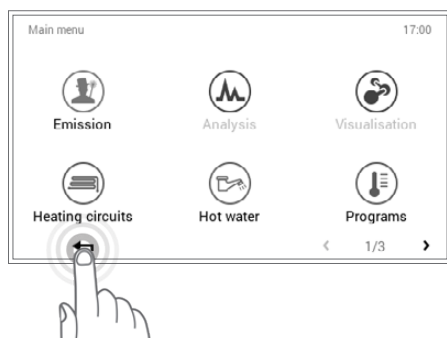 Main menu 17:00
Emission Analysis Visualisation
Heating circuits Hot water Programs
1/3